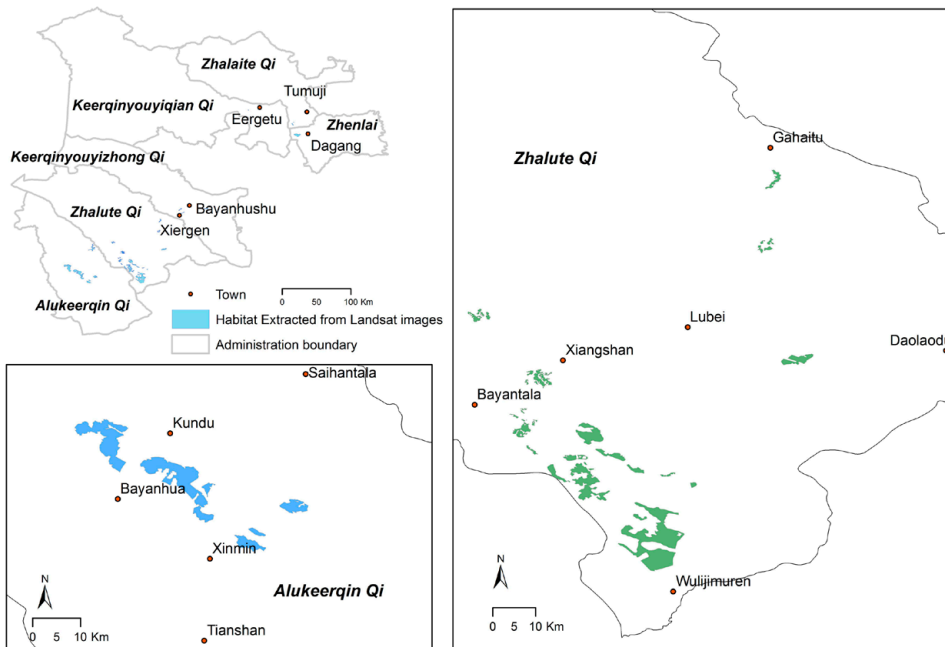 Zhalaite Qi
Tumuji
Keerqinyouyiqian Qi
Eergetu
Zhenlai
Dagang
Keerqinyouyizhong Qi
Zhalute Qi
Bayanhushu
Xiergen
Alukeerqin Qi
Town
0 50 100 Km
Habitat Extracted from Landsat images
Administration boundary
Saihantala
Kundu
Bayanhua
Xinmin
N
Alukeerqin Qi
0 5 10 Km
Tianshan
Gahaitu
Zhalute Qi
Lubei
Daolaodu
Xiangshan
Bayantala
N
Wulijimuren
0 5 10 Km